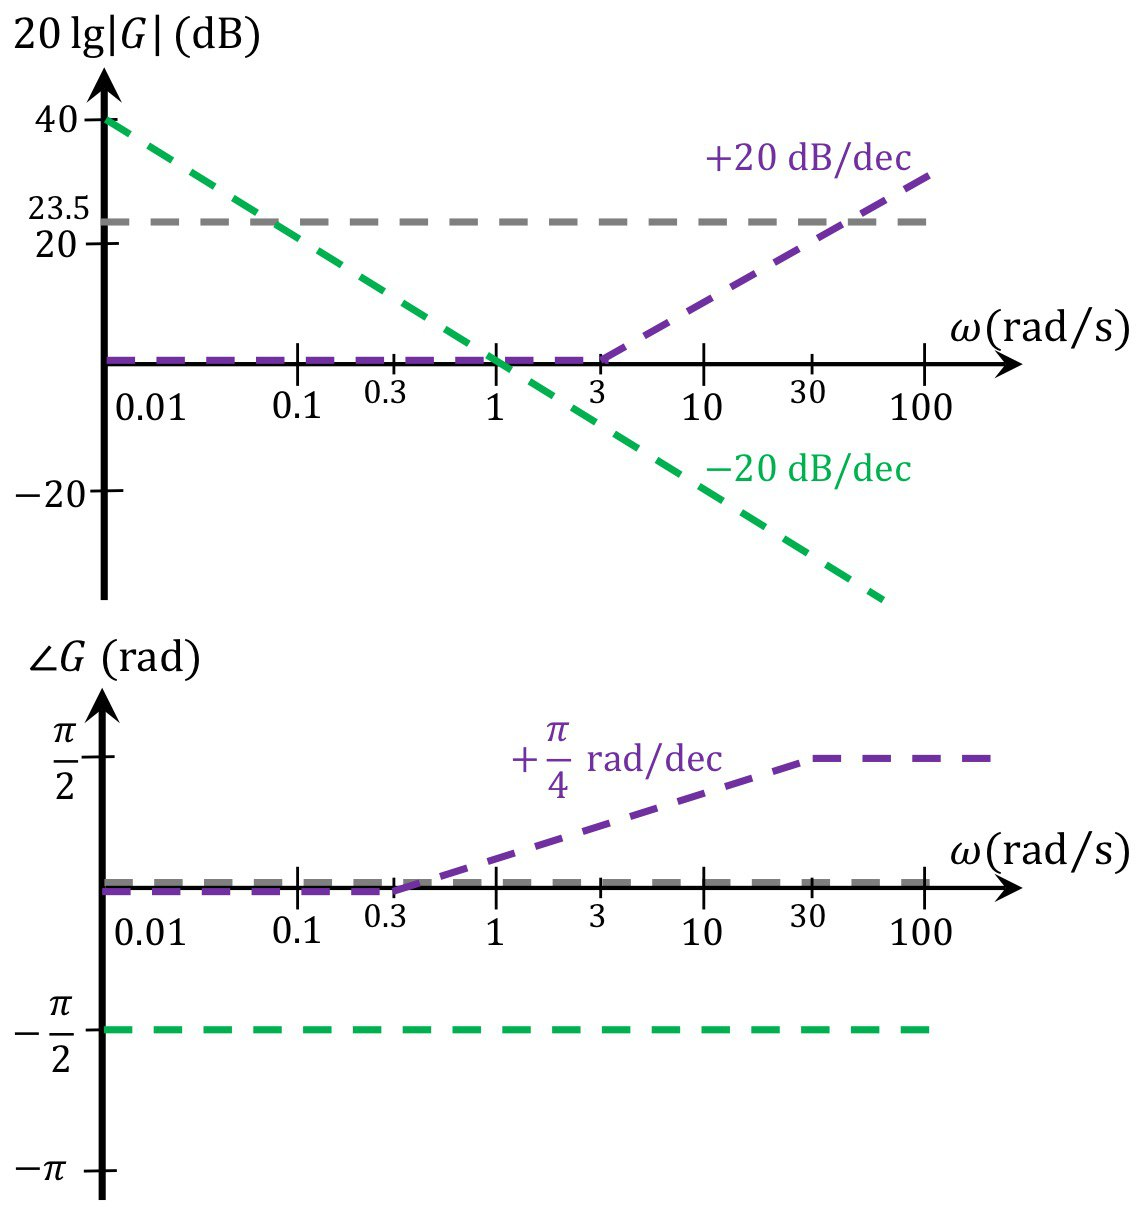 20 lg|G| (dB)
40
+20 dB/dec
23.5
20
ω(rad/s)
0.01 0.1 0.3 1 3 10 30 100
−20 dB/dec
−20
∠G (rad)
π/2
+π/4 rad/dec
ω(rad/s)
0.01 0.1 0.3 1 3 10 30 100
−π/2
−π